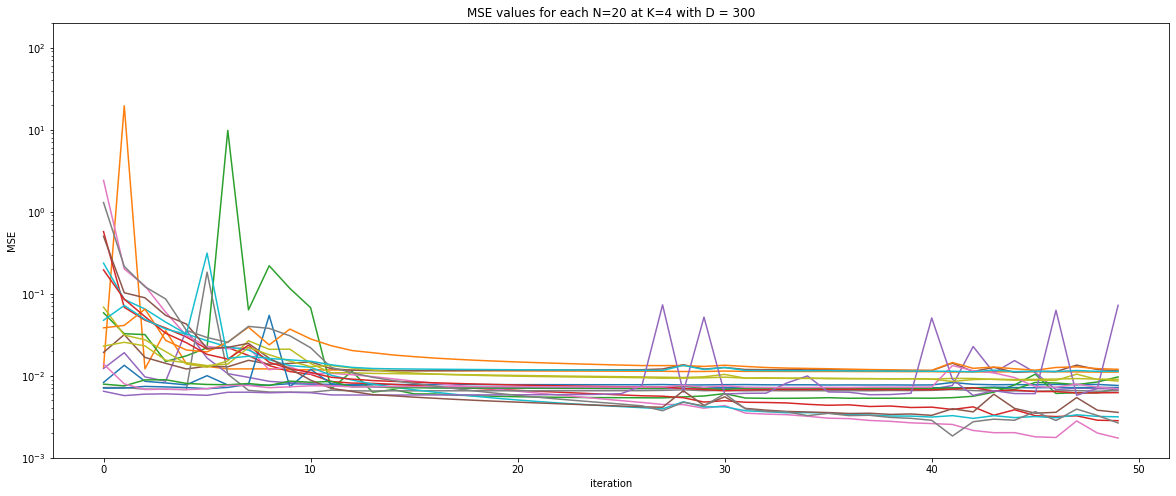 MSE values for each N=20 at K=4 with D = 300
MSE
10²
10¹
10⁰
10⁻¹
10⁻²
10⁻³
0 10 20 30 40 50
iteration